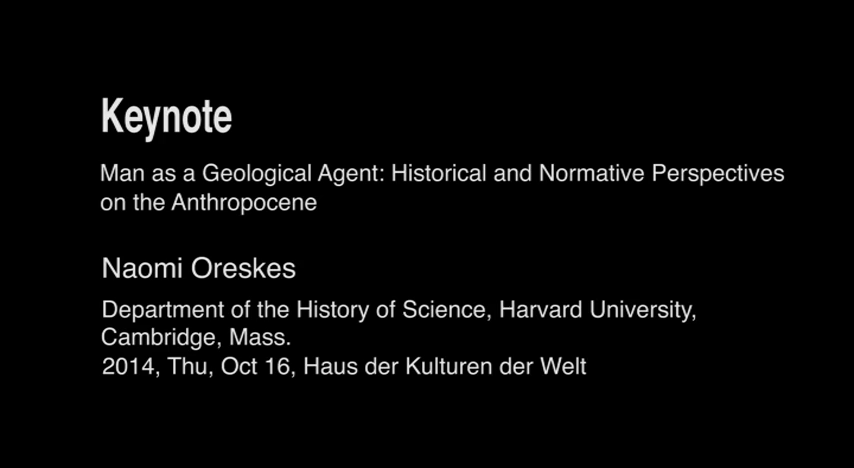 Keynote
Man as a Geological Agent: Historical and Normative Perspectives
on the Anthropocene
Naomi Oreskes
Department of the History of Science, Harvard University,
Cambridge, Mass.
2014, Thu, Oct 16, Haus der Kulturen der Welt